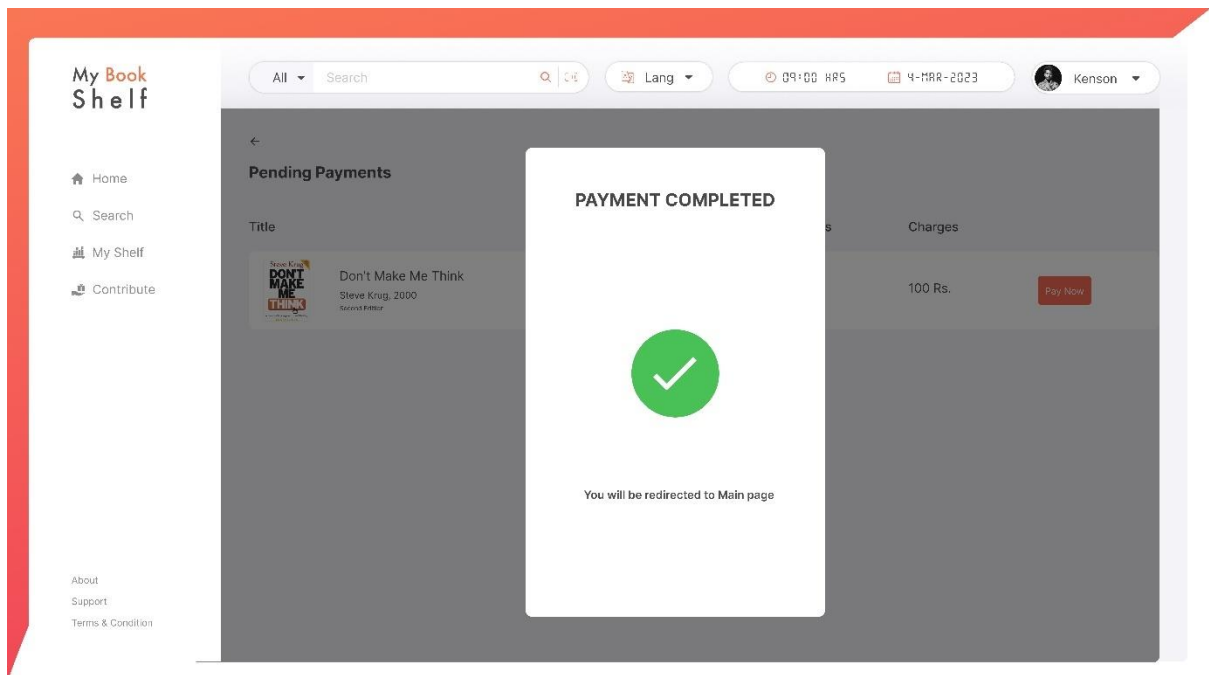 My Book
Shelf
All
Search
Lang
09:00 HRS
4-MAR-2023
Kenson
Home
Search
My Shelf
Contribute
Pending Payments
Title
s
Charges
Steve Krug
DON'T
MAKE
ME
THINK
Don't Make Me Think
Steve Krug, 2000
Second Edition
100 Rs.
Pay Now
PAYMENT COMPLETED
You will be redirected to Main page
About
Support
Terms & Condition